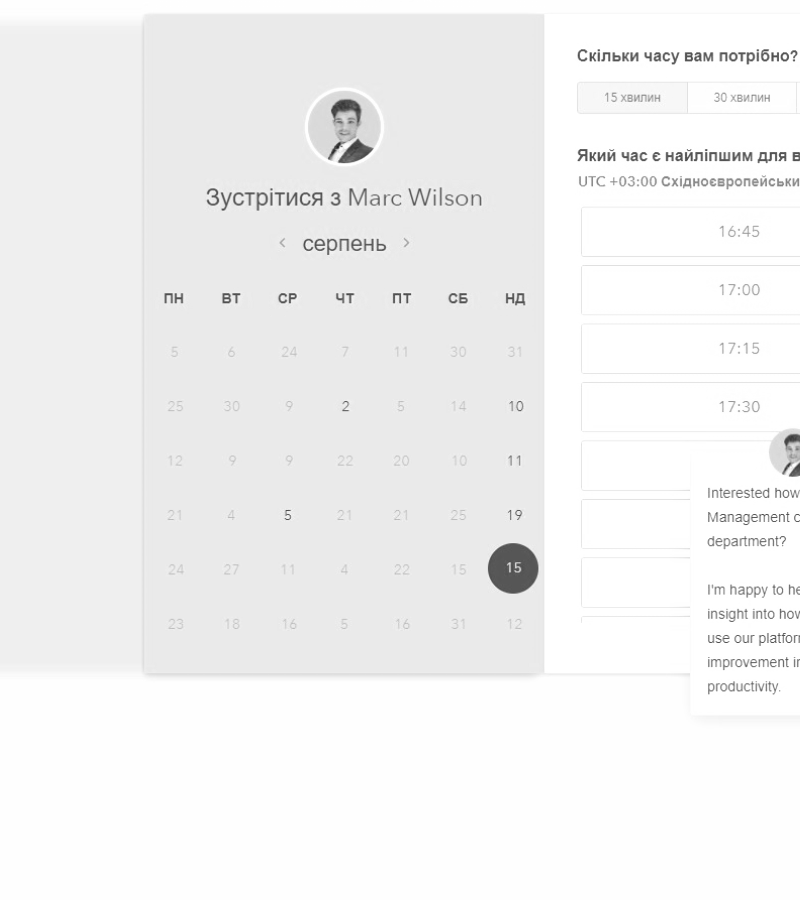 Зустрітися з Marc Wilson
серпень
ПН ВТ СР ЧТ ПТ СБ НД
5 6 24 7 11 30 31
25 30 9 2 5 14 10
12 9 9 22 20 10 11
21 4 5 21 21 25 19
24 27 11 4 22 15 15
23 18 16 5 16 31 12
Скільки часу вам потрібно?
15 хвилин 30 хвилин
Який час є найліпшим для
UTC +03:00
16:45
17:00
17:15
17:30
Interested how
Management
department?
I'm happy to
insight into how
use our
improvement
productivity.